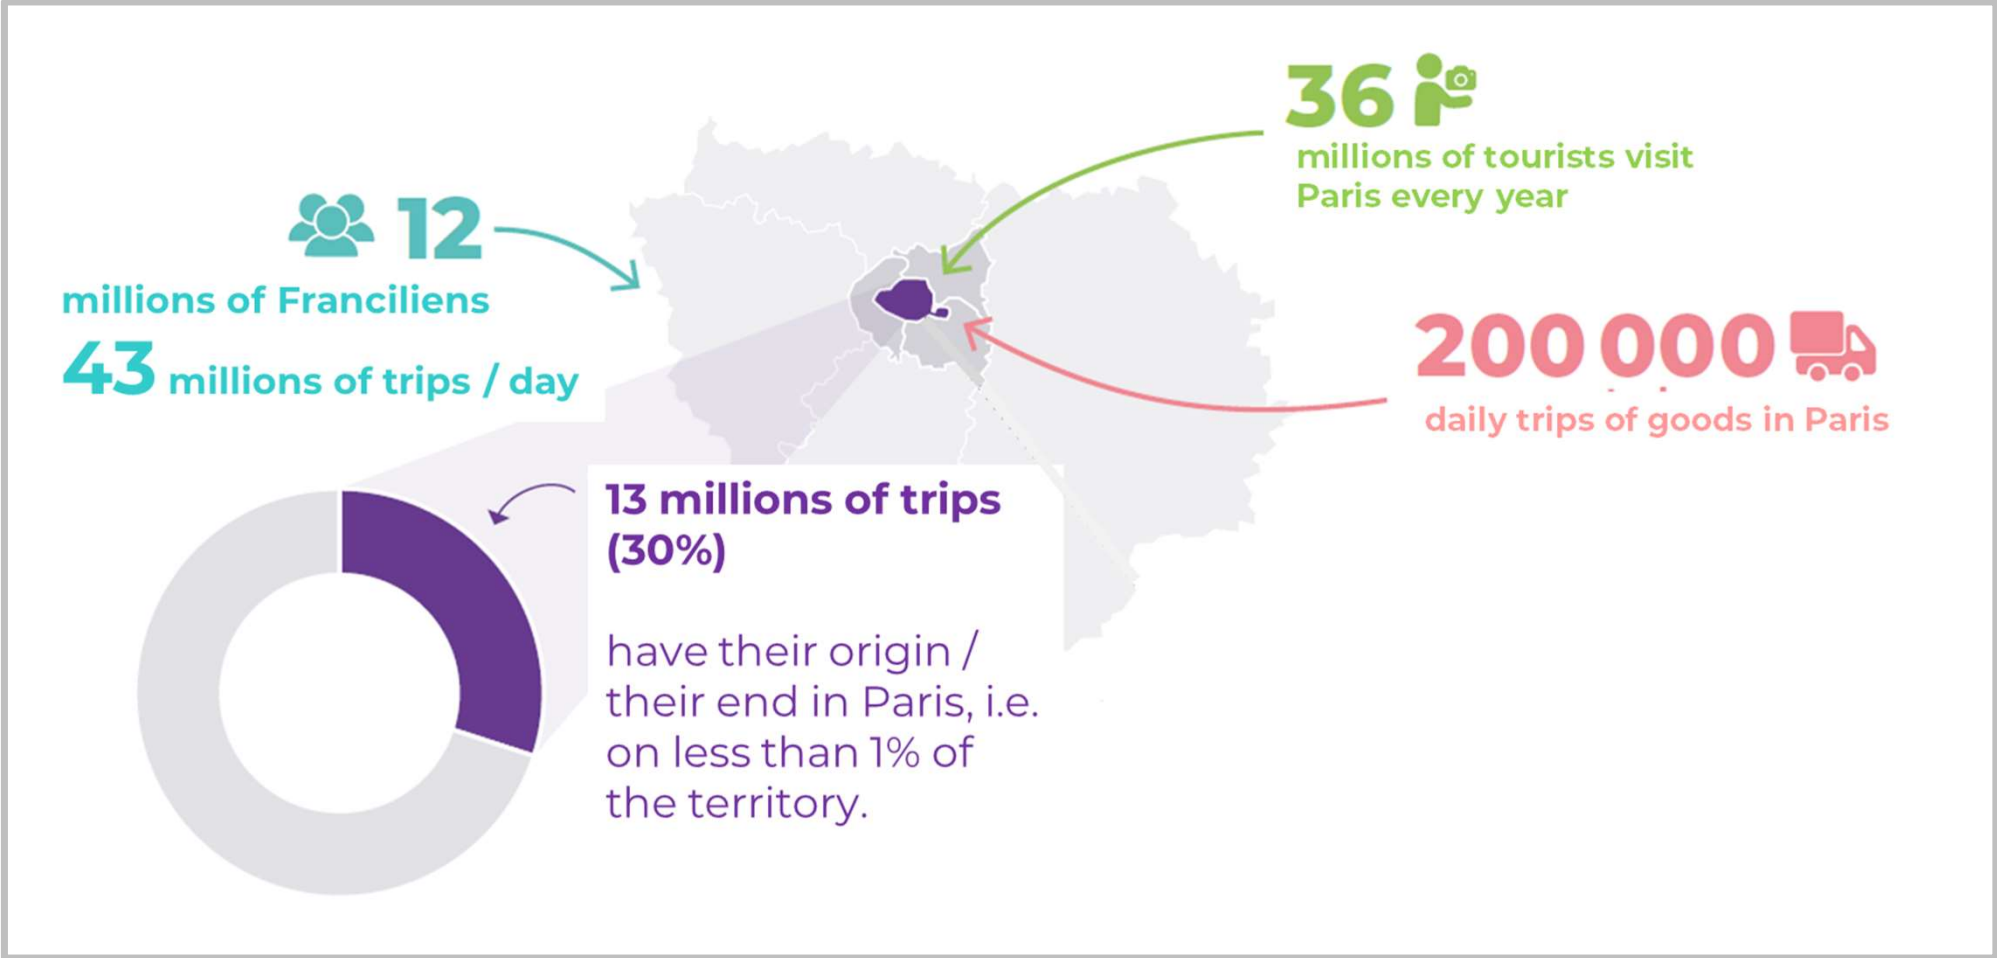 12
millions of Franciliens
43 millions of trips / day
36
millions of tourists visit
Paris every year
200 000
daily trips of goods in Paris
13 millions of trips
(30%)
have their origin /
their end in Paris, i.e.
on less than 1% of
the territory.